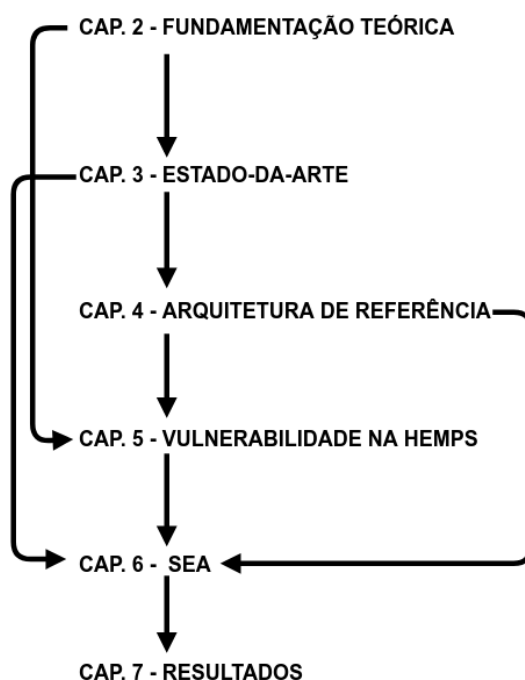 CAP. 2 - FUNDAMENTAÇÃO TEÓRICA
CAP. 3 - ESTADO-DA-ARTE
CAP. 4 - ARQUITETURA DE REFERÊNCIA
CAP. 5 - VULNERABILIDADE NA HEMPS
CAP. 6 - SEA
CAP. 7 - RESULTADOS